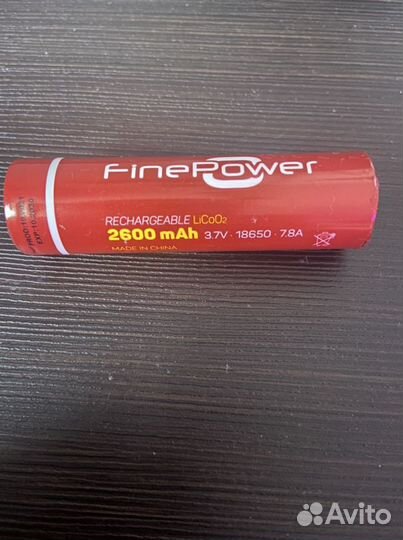 FinePower
RECHARGEABLE LiCoO₂
2600 mAh 3.7V · 18650 · 7.8A
MADE IN CHINA
Avito